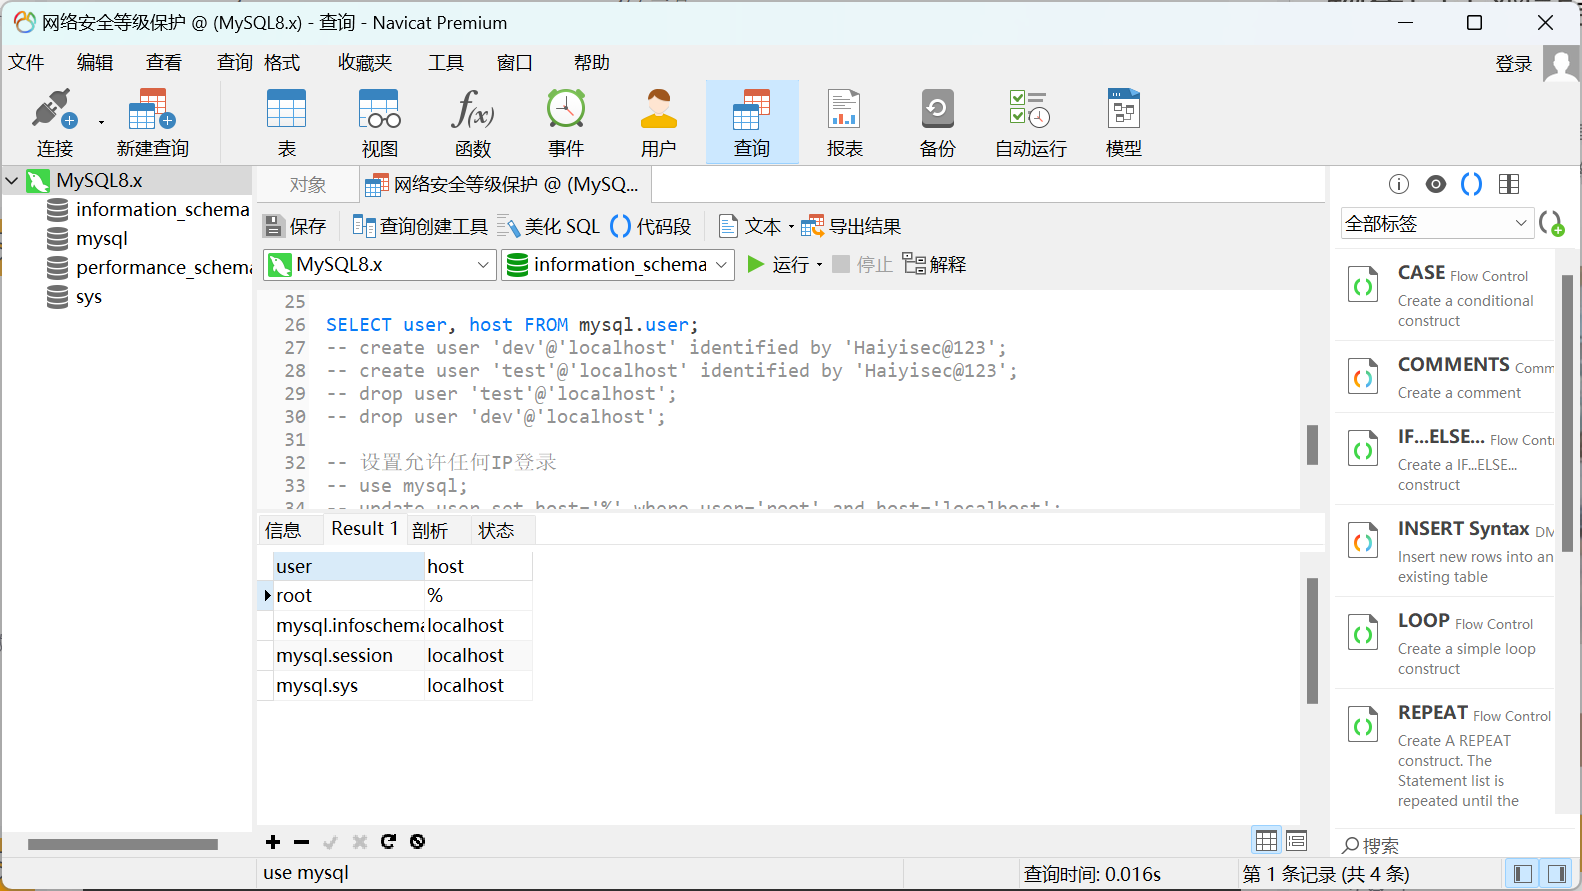 网络安全等级保护 @ (MySQL8.x) - 查询 - Navicat Premium
文件 编辑 查看 查询 格式 收藏夹 工具 窗口 帮助 登录
连接 新建查询 表 视图 f(x) 函数 事件 用户 查询 报表 备份 自动运行 模型
MySQL8.x
information_schema
mysql
performance_schema
sys
对象 网络安全等级保护 @ (MySQ...
保存 查询创建工具 美化 SQL () 代码段 文本 导出结果
MySQL8.x information_schema 运行 停止 解释
25
26 SELECT user, host FROM mysql.user;
27 -- create user 'dev'@'localhost' identified by 'Haiyisec@123';
28 -- create user 'test'@'localhost' identified by 'Haiyisec@123';
29 -- drop user 'test'@'localhost';
30 -- drop user 'dev'@'localhost';
31
32 -- 设置允许任何IP登录
33 -- use mysql;
34 -- update user set host='%' where user='root' and host='localhost';
信息 Result 1 剖析 状态
user host
root %
mysql.infoschema localhost
mysql.session localhost
mysql.sys localhost
use mysql
查询时间: 0.016s
第 1 条记录 (共 4 条)
全部标签
CASE Flow Control
Create a conditional
construct
COMMENTS Comm
Create a comment
IF...ELSE... Flow Contr
Create a IF...ELSE...
construct
INSERT Syntax DM
Insert new rows into an
existing table
LOOP Flow Control
Create a simple loop
construct
REPEAT Flow Control
Create A REPEAT
construct. The
Statement list is
repeated until the
搜索